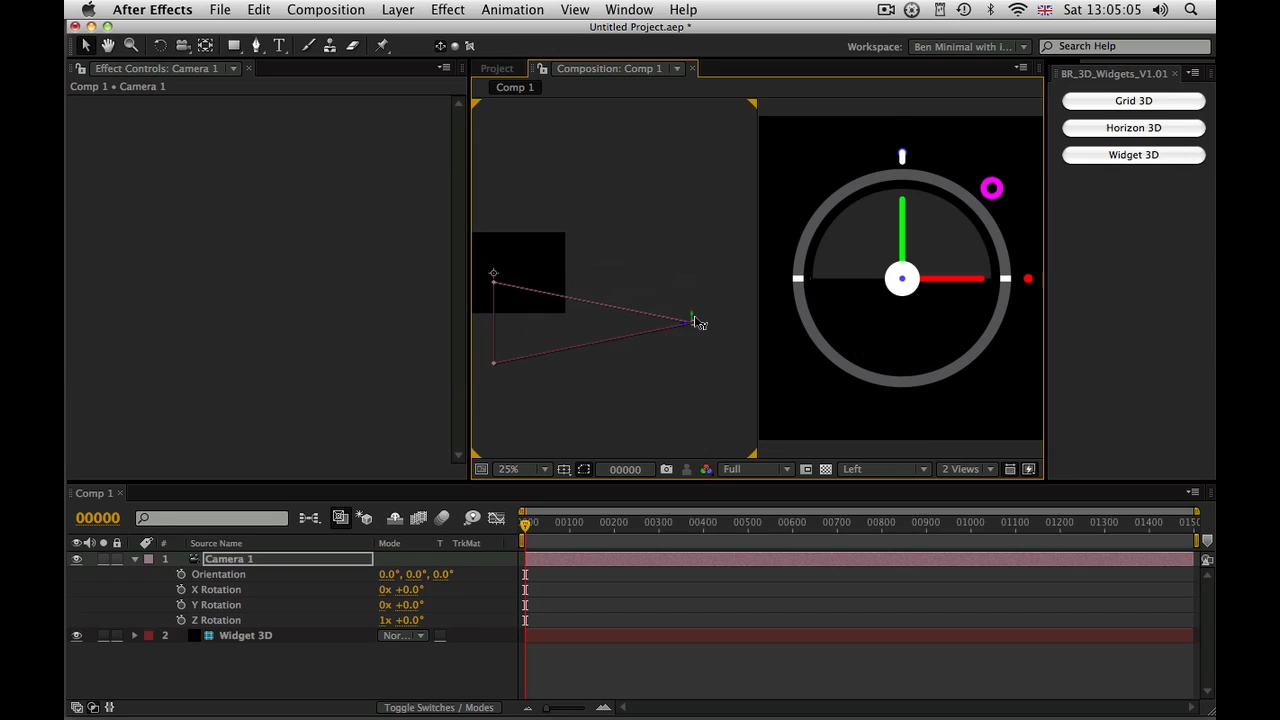 After Effects File Edit Composition Layer Effect Animation View Window Help Sat 13:05:05
Untitled Project.aep *
Workspace: Ben Minimal with i... Search Help
Effect Controls: Camera 1 Project Composition: Comp 1 BR_3D_Widgets_V1.01
Comp 1 • Camera 1 Comp 1
Grid 3D
Horizon 3D
Widget 3D
25% 00000 Full Left 2 Views
Comp 1
00000 00100 00200 00300 00400 00500 00600 00700 00800 00900 01000 01100 01200 01300 01400 0150
# Source Name Mode T TrkMat
1 Camera 1
Orientation 0.0°, 0.0°, 0.0°
X Rotation 0x +0.0°
Y Rotation 0x +0.0°
Z Rotation 1x +0.0°
2 Widget 3D Nor...
Toggle Switches / Modes